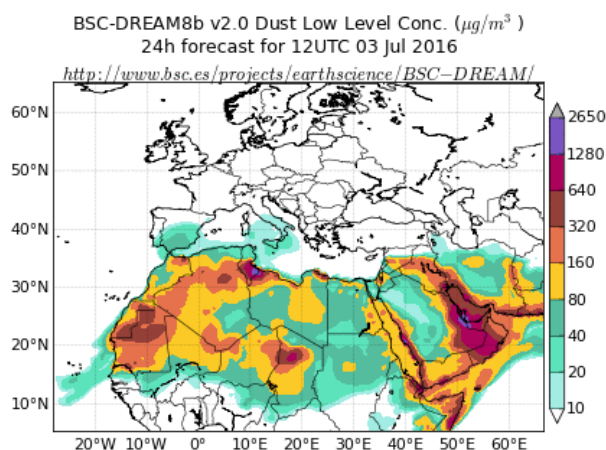 BSC-DREAM8b v2.0 Dust Low Level Conc. (μg/m³ )
24h forecast for 12UTC 03 Jul 2016
http://www.bsc.es/projects/earthscience/BSC−DREAM/
60°N
50°N
40°N
30°N
20°N
10°N
20°W
10°W
0°
10°E
20°E
30°E
40°E
50°E
60°E
2650
1280
640
320
160
80
40
20
10